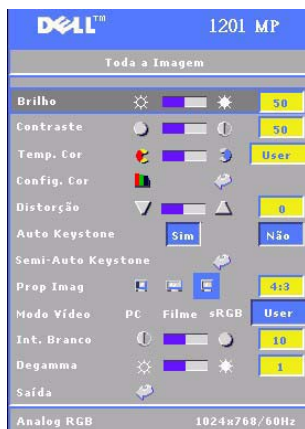 DELL™ 1201 MP
Toda a Imagem
Brilho 50
Contraste 50
Temp. Cor User
Config. Cor
Distorção 0
Auto Keystone Sim Não
Semi-Auto Keystone
Prop Imag 4:3
Modo Vídeo PC Filme sRGB User
Int. Branco 10
Degamma 1
Saída
Analog RGB 1024x768/60Hz